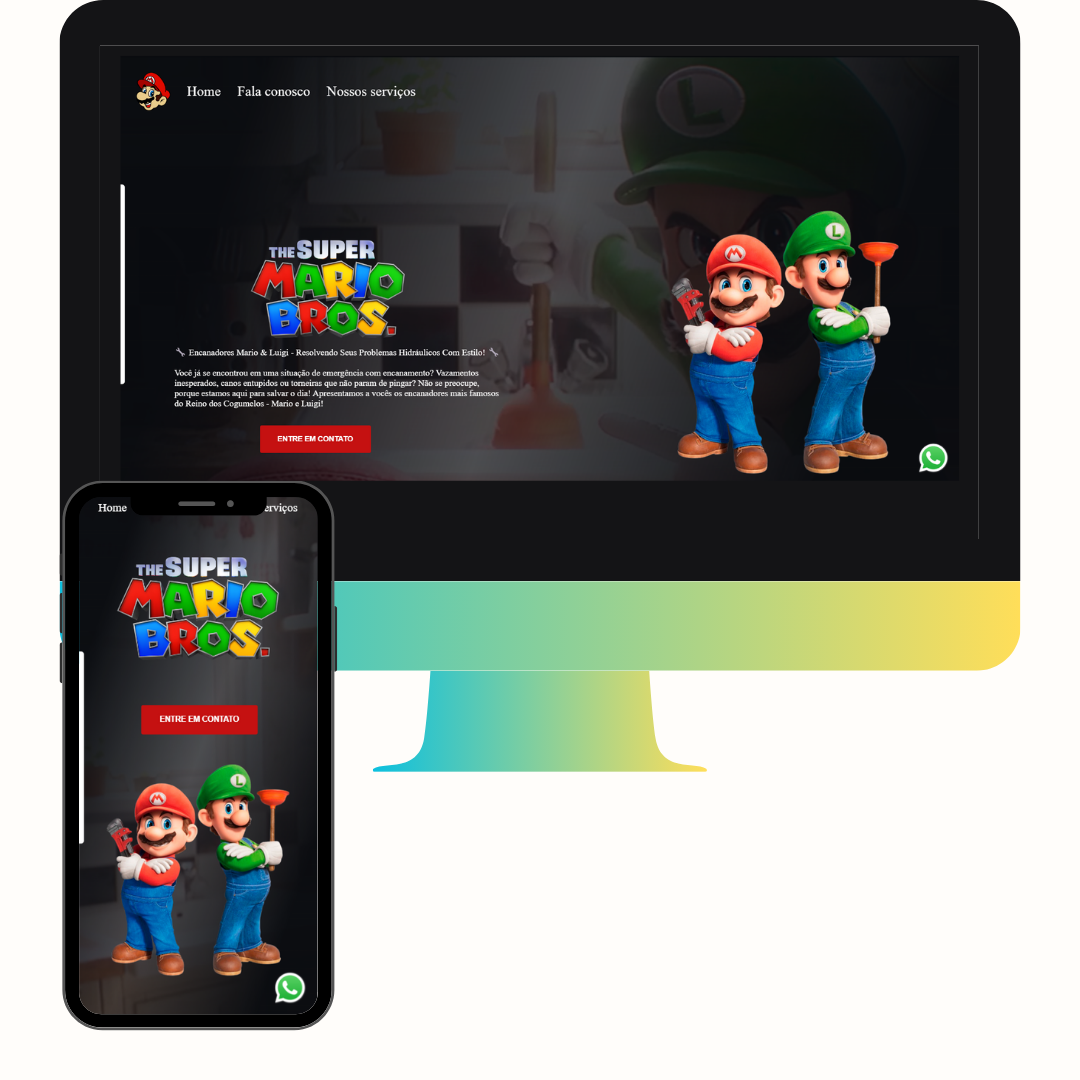 Home Fala conosco Nossos serviços
L
THE SUPER
MARIO
BROS.
M
L
🔧 Encanadores Mario & Luigi - Resolvendo Seus Problemas Hidráulicos Com Estilo! 🔧
Você já se encontrou em uma situação de emergência com encanamento? Vazamentos
inesperados, canos entupidos ou torneiras que não param de pingar? Não se preocupe,
porque estamos aqui para salvar o dia! Apresentamos a vocês os encanadores mais famosos
do Reino dos Cogumelos - Mario e Luigi!
ENTRE EM CONTATO
Home erviços
THE SUPER
MARIO
BROS.
ENTRE EM CONTATO
M
L